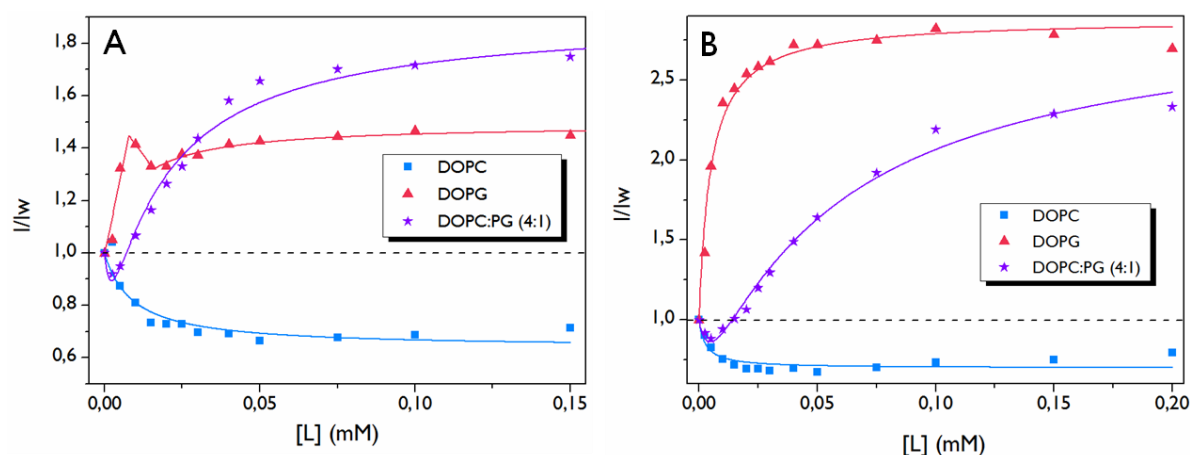 A
I/Iw
1,8
1,6
1,4
1,2
1,0
0,8
0,6
DOPC
DOPG
DOPC:PG (4:1)
0,00 0,05 0,10 0,15
[L] (mM)
B
I/Iw
2,5
2,0
1,5
1,0
DOPC
DOPG
DOPC:PG (4:1)
0,00 0,05 0,10 0,15 0,20
[L] (mM)